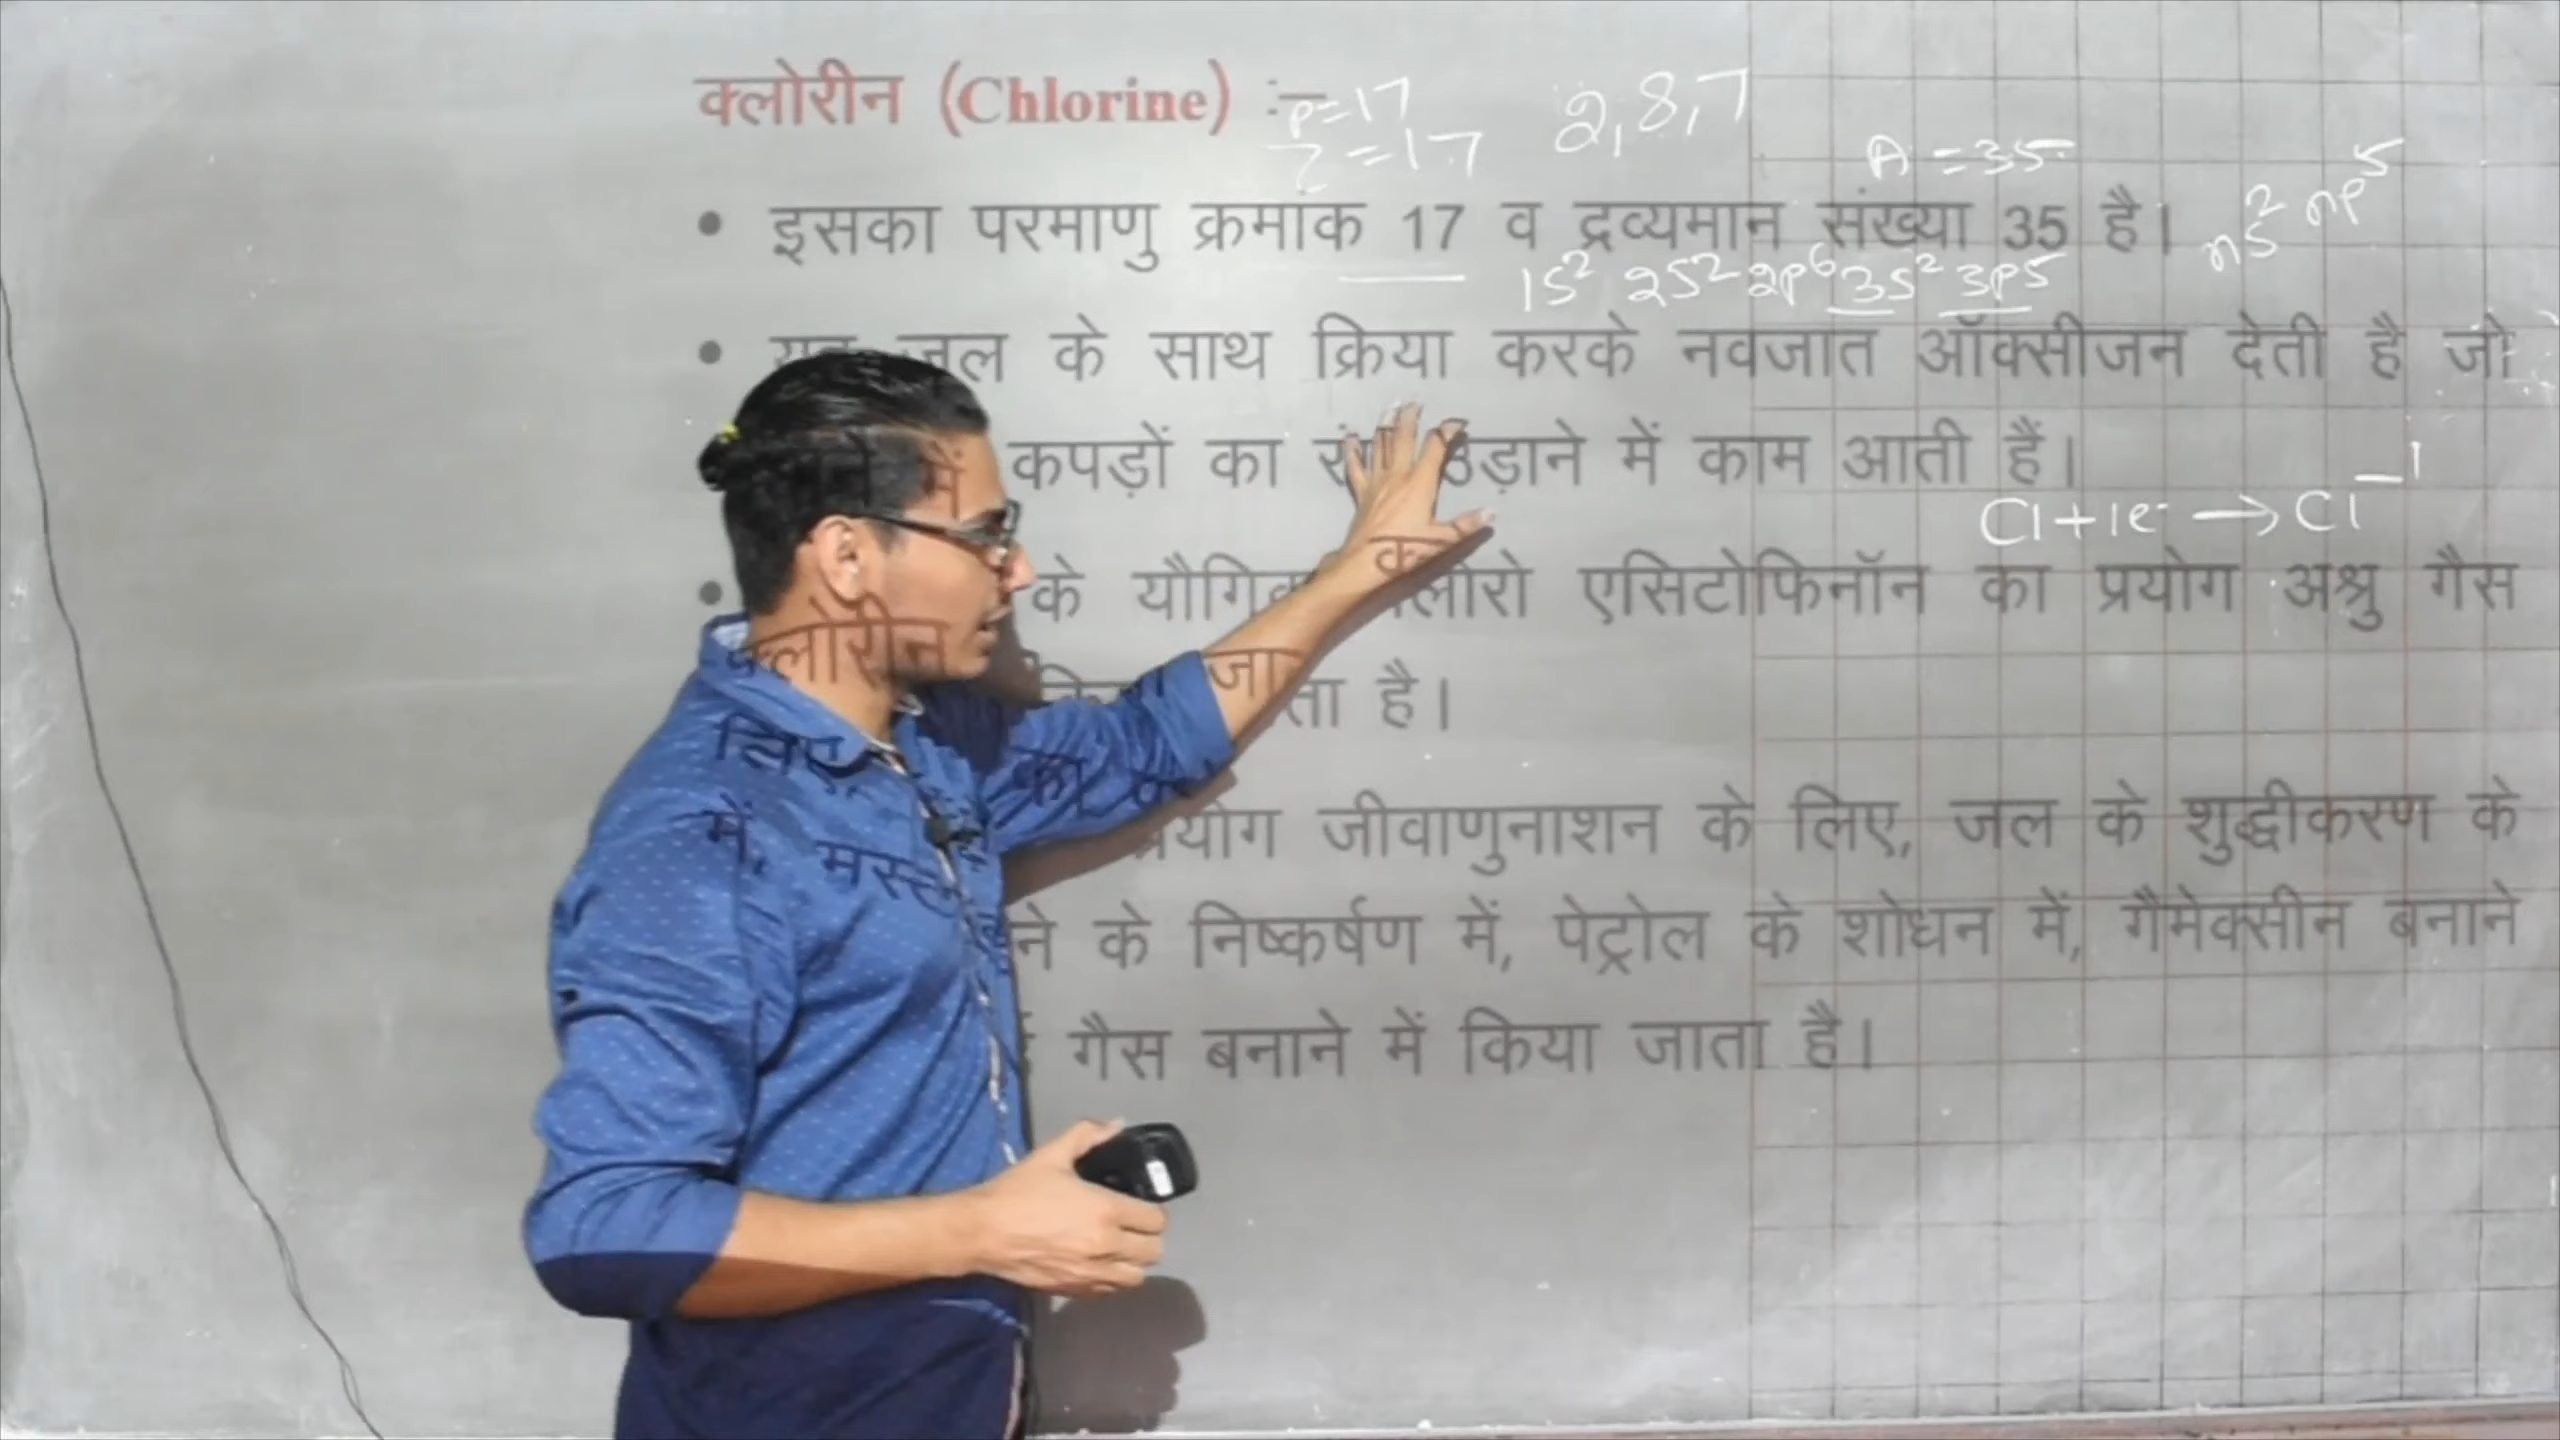 क्लोरीन (Chlorine) :–
P=17
Z=17
2,8,7
A=35
ns² np⁵
• इसका परमाणु क्रमांक 17 व द्रव्यमान संख्या 35 है।
1s² 2s² 2p⁶ 3s² 3p⁵
• जल के साथ क्रिया करके नवजात ऑक्सीजन देती है जो
में कपड़ों का उड़ाने में काम आती हैं।
Cl+1e⁻ → Cl⁻¹
• क्लोरीन के क्लोरो एसिटोफिनॉन का प्रयोग अश्रु गैस
जाता है।
जीवाणुनाशन के लिए, जल के शुद्धीकरण के
लिए, के निष्कर्षण में, पेट्रोल के शोधन में, गैमेक्सीन बनाने
में, गैस बनाने में किया जाता है।